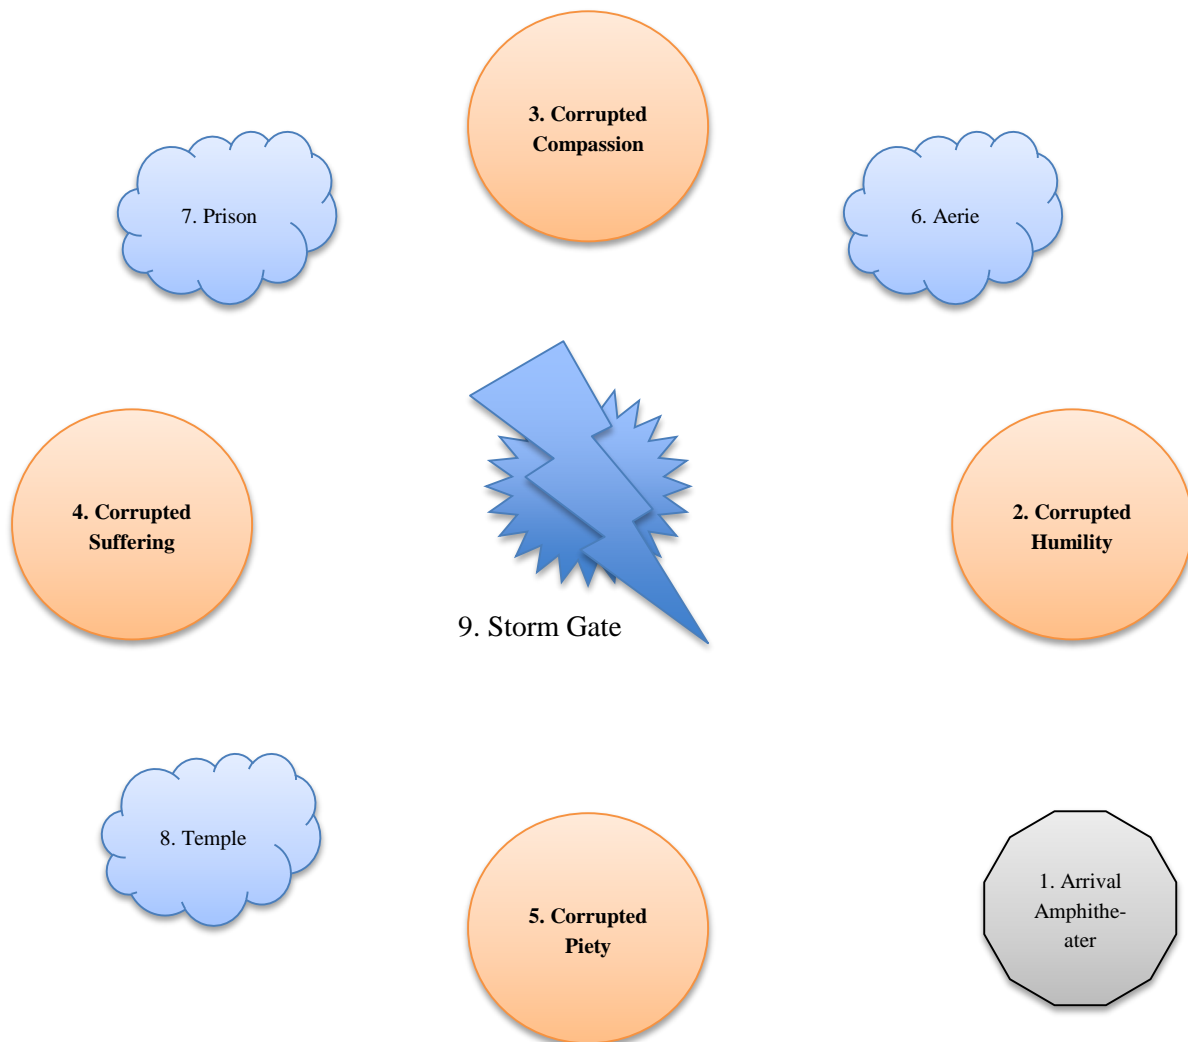 3. Corrupted
Compassion
7. Prison
6. Aerie
4. Corrupted
Suffering
2. Corrupted
Humility
9. Storm Gate
8. Temple
5. Corrupted
Piety
1. Arrival
Amphithe-
ater